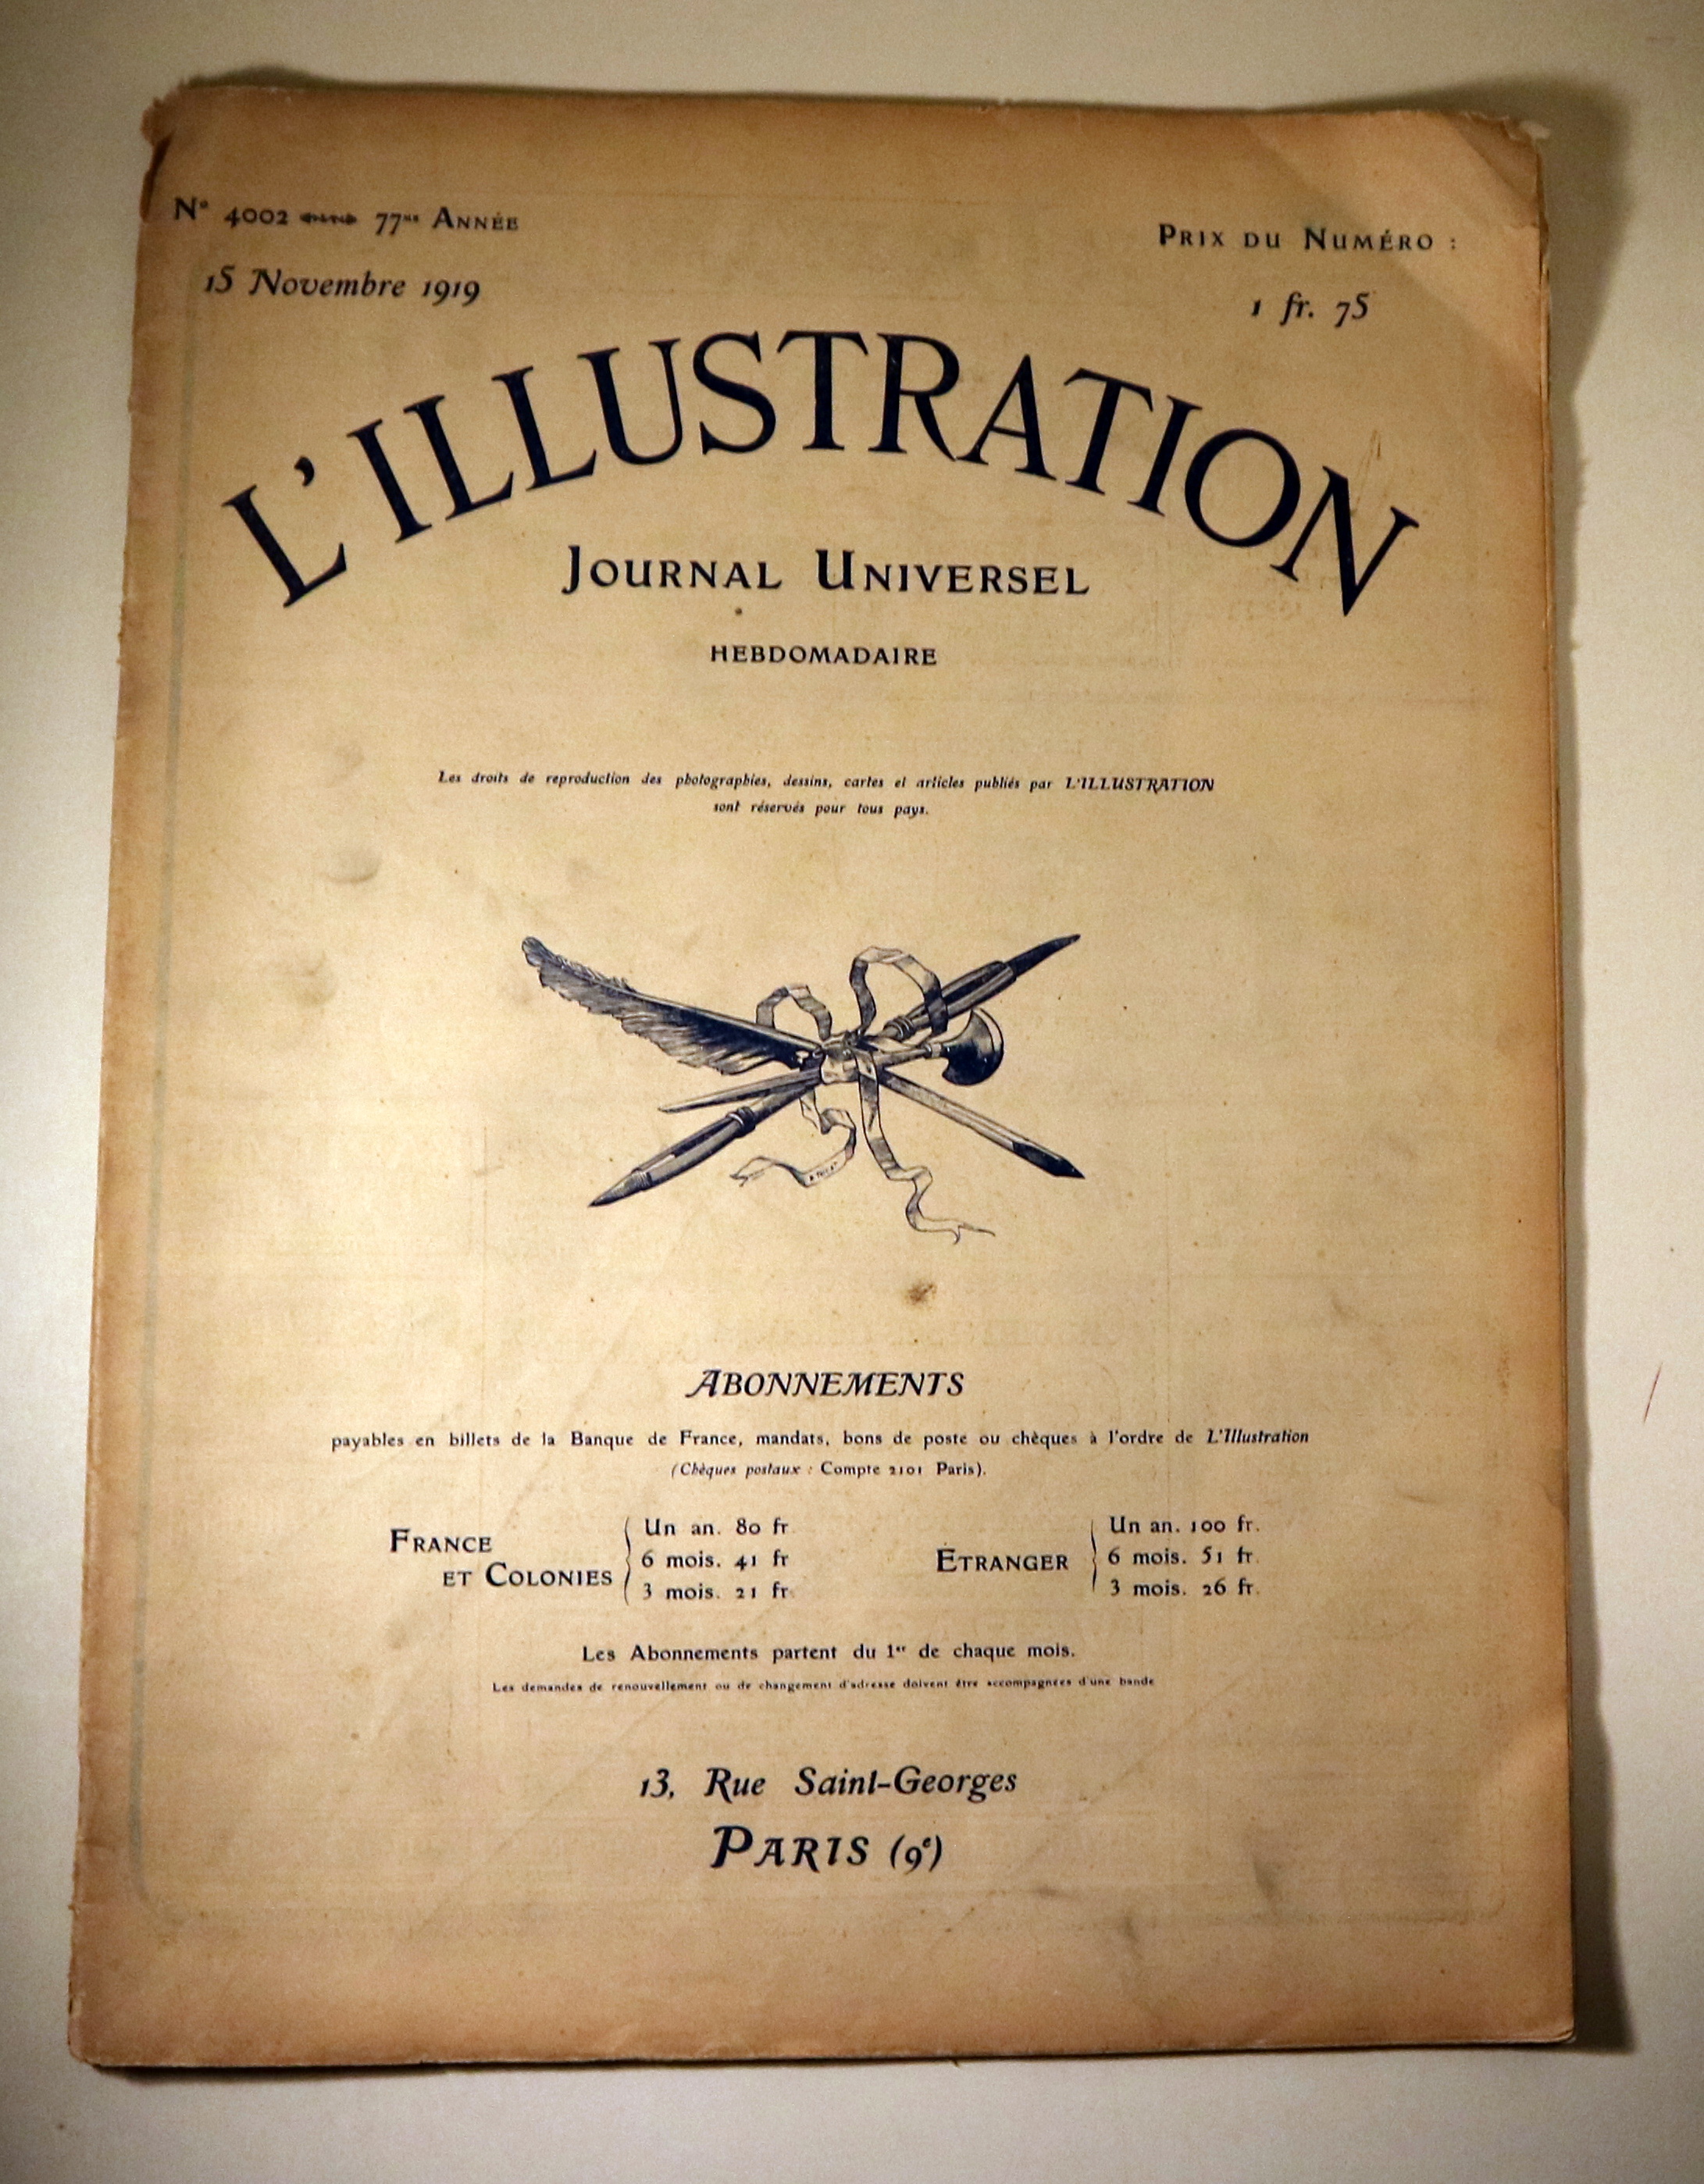 N° 4002 77me ANNÉE
15 Novembre 1919
PRIX DU NUMÉRO :
1 fr. 75
L'ILLUSTRATION
JOURNAL UNIVERSEL
HEBDOMADAIRE
Les droits de reproduction des photographies, dessins, cartes et articles publiés par L'ILLUSTRATION
sont réservés pour tous pays.
ABONNEMENTS
payables en billets de la Banque de France, mandats, bons de poste ou chèques à l'ordre de L'Illustration
(Chèques postaux : Compte 2101 Paris).
FRANCE
ET COLONIES
Un an. 80 fr
6 mois. 41 fr
3 mois. 21 fr.
ÉTRANGER
Un an. 100 fr.
6 mois. 51 fr.
3 mois. 26 fr.
Les Abonnements partent du 1er de chaque mois.
Les demandes de renouvellement ou de changement d'adresse doivent être accompagnées d'une bande
13, Rue Saint-Georges
PARIS (9e)